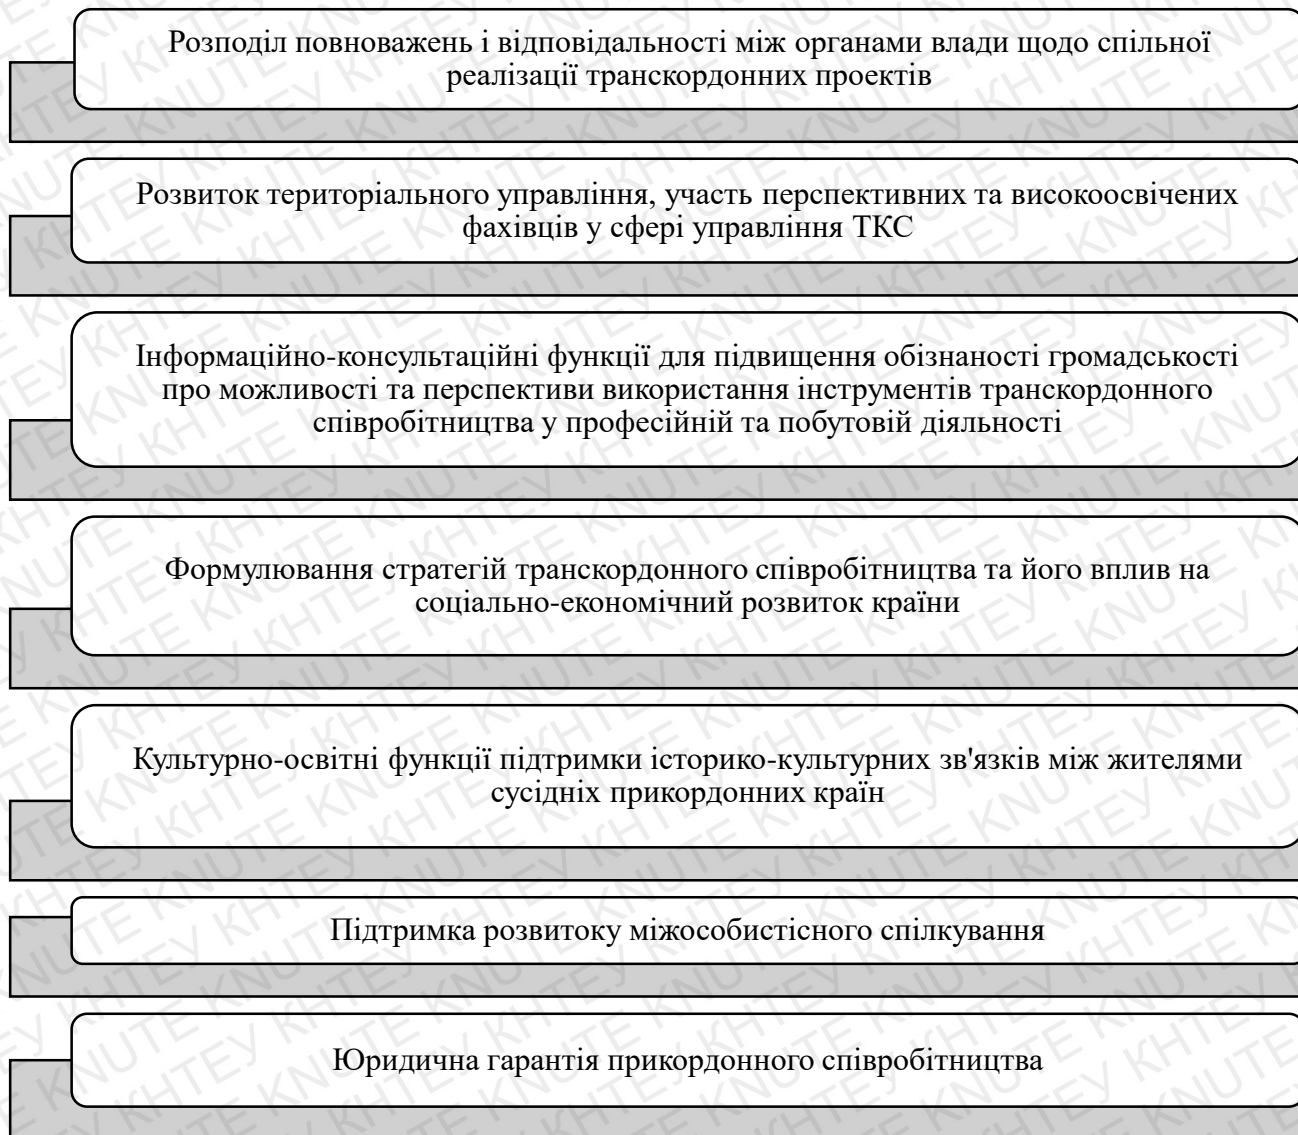 Розподіл повноважень і відповідальності між органами влади щодо спільної
реалізації транскордонних проектів
Розвиток територіального управління, участь перспективних та високоосвічених
фахівців у сфері управління ТКС
Інформаційно-консультаційні функції для підвищення обізнаності громадськості
про можливості та перспективи використання інструментів транскордонного
співробітництва у професійній та побутовій діяльності
Формулювання стратегій транскордонного співробітництва та його вплив на
соціально-економічний розвиток країни
Культурно-освітні функції підтримки історико-культурних зв'язків між жителями
сусідніх прикордонних країн
Підтримка розвитоку міжособистісного спілкування
Юридична гарантія прикордонного співробітництва